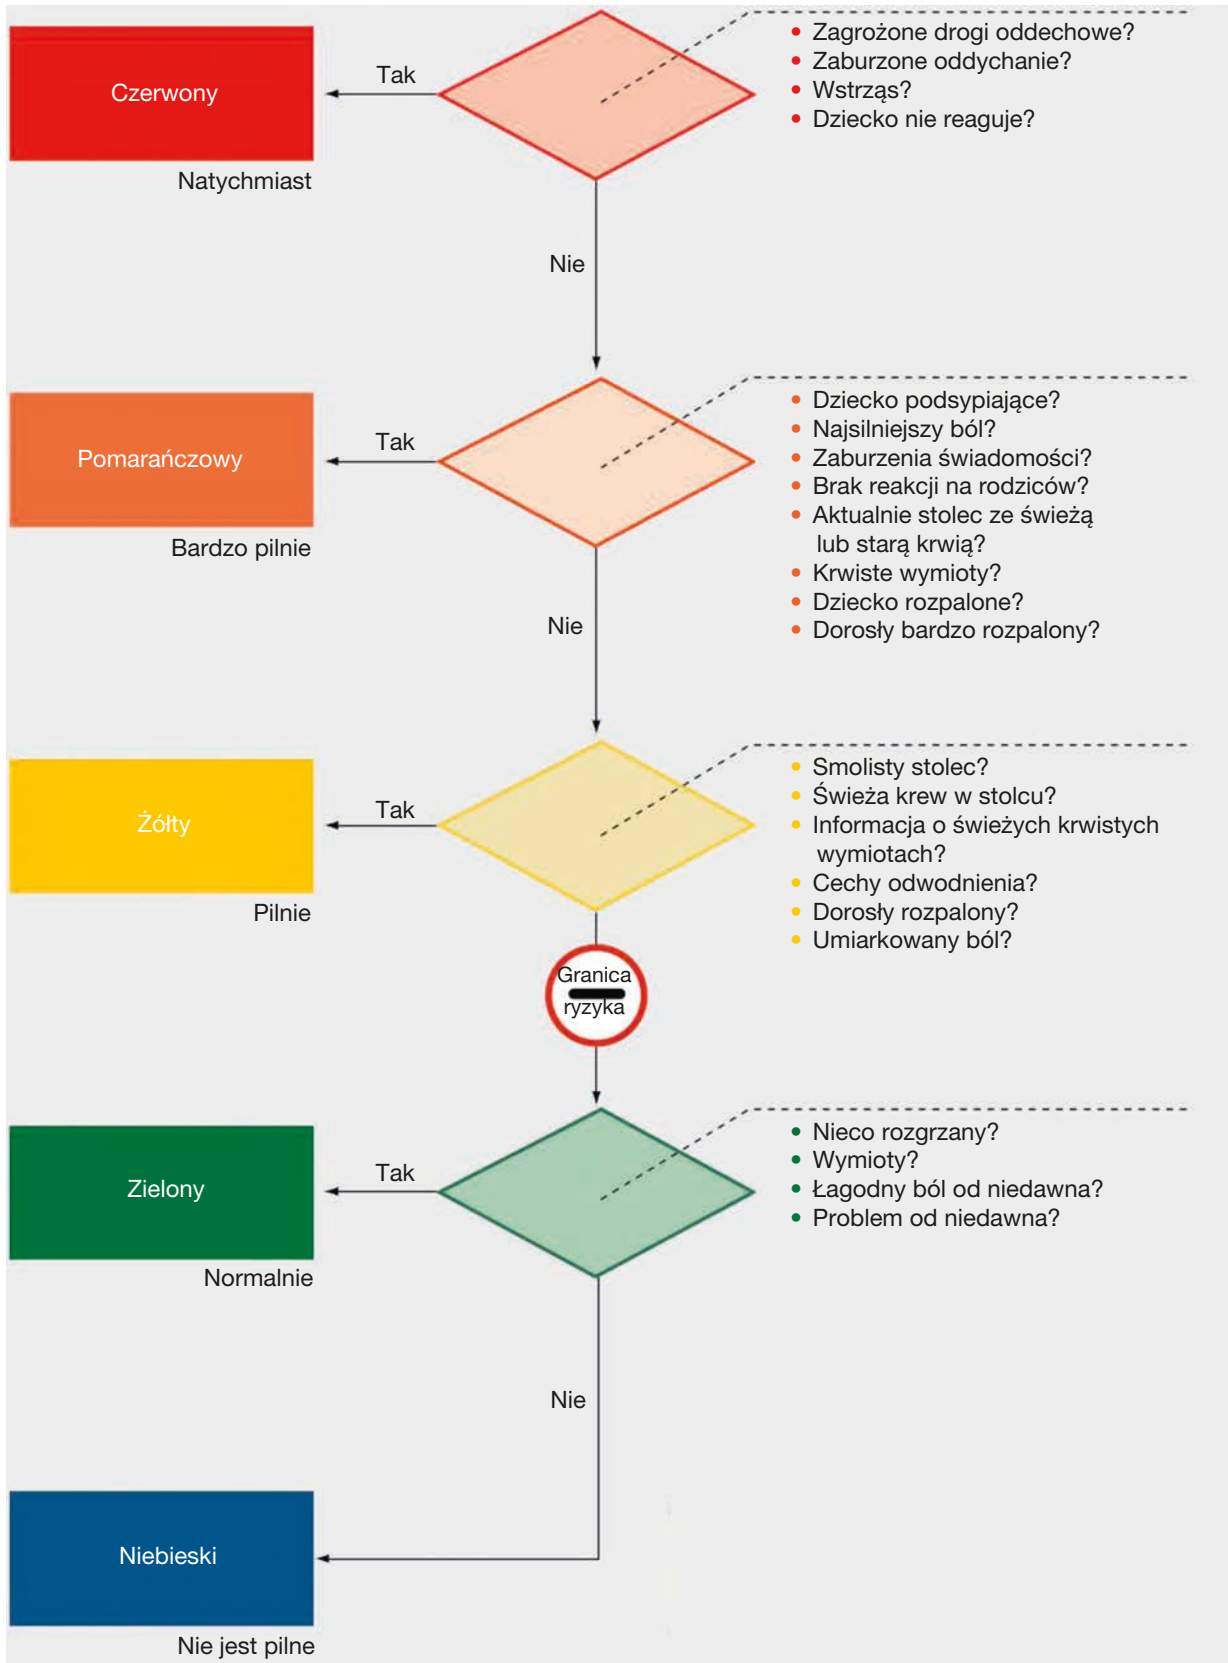 Czerwony
Natychmiast
Tak
Nie
• Zagrożone drogi oddechowe?
• Zaburzone oddychanie?
• Wstrząs?
• Dziecko nie reaguje?
Pomarańczowy
Bardzo pilnie
Tak
Nie
• Dziecko podsypiające?
• Najsilniejszy ból?
• Zaburzenia świadomości?
• Brak reakcji na rodziców?
• Aktualnie stolec ze świeżą
lub starą krwią?
• Krwiste wymioty?
• Dziecko rozpalone?
• Dorosły bardzo rozpalony?
Żółty
Pilnie
Tak
• Smolisty stolec?
• Świeża krew w stolcu?
• Informacja o świeżych krwistych
wymiotach?
• Cechy odwodnienia?
• Dorosły rozpalony?
• Umiarkowany ból?
Granica
ryzyka
Zielony
Normalnie
Tak
Nie
• Nieco rozgrzany?
• Wymioty?
• Łagodny ból od niedawna?
• Problem od niedawna?
Niebieski
Nie jest pilne